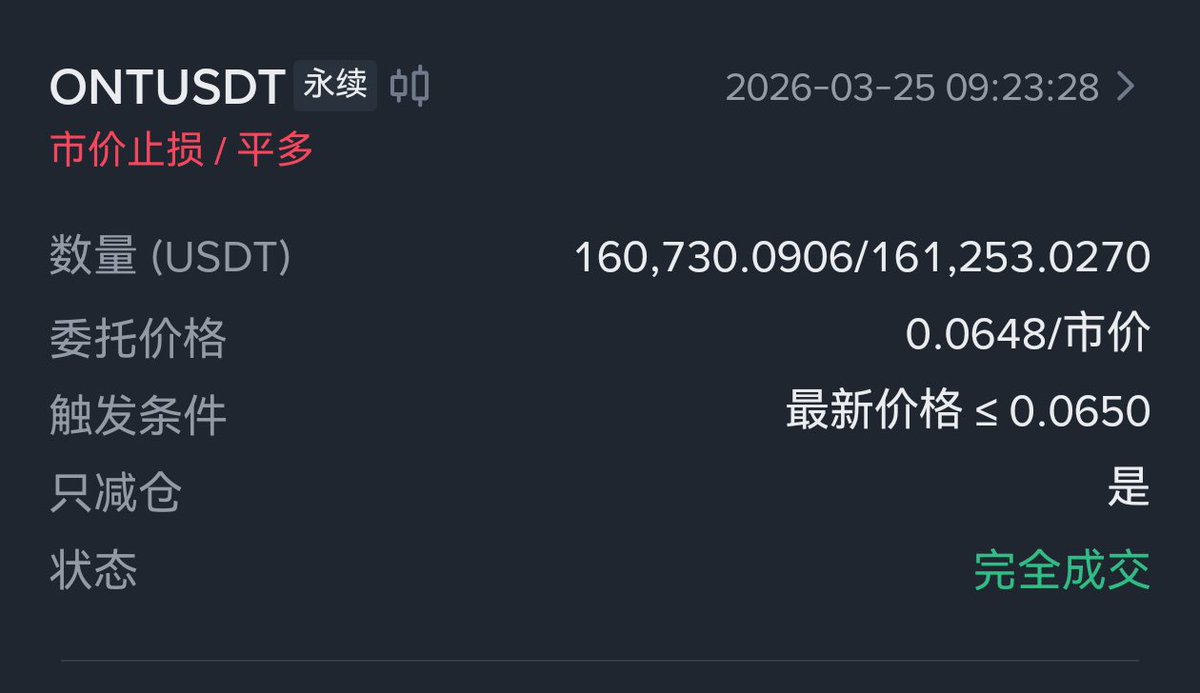 ONTUSDT 永续 2026-03-25 09:23:28
市价止损 / 平多
数量 (USDT) 160,730.0906/161,253.0270
委托价格 0.0648/市价
触发条件 最新价格 ≤ 0.0650
只减仓 是
状态 完全成交